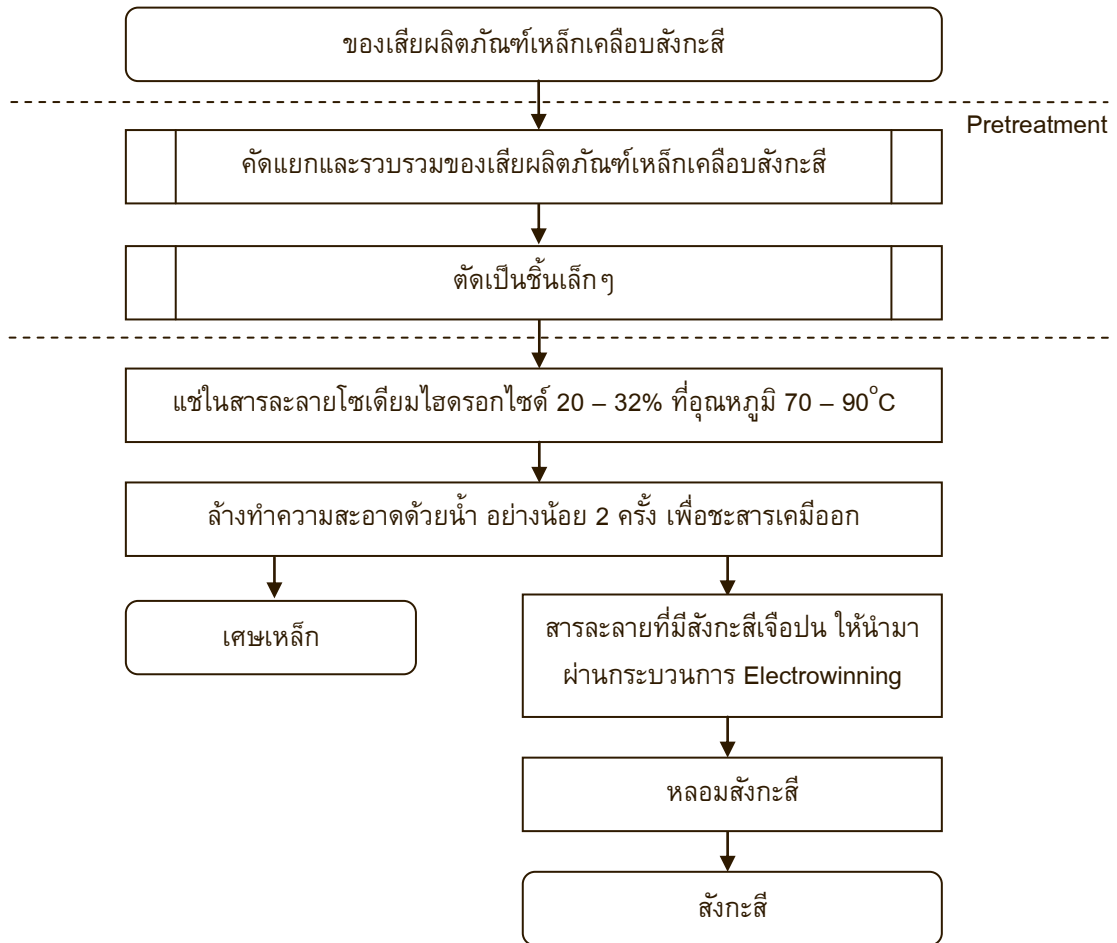 ของเสียผลิตภัณฑ์เหล็กเคลือบสังกะสี
Pretreatment
คัดแยกและรวบรวมของเสียผลิตภัณฑ์เหล็กเคลือบสังกะสี
ตัดเป็นชิ้นเล็กๆ
แช่ในสารละลายโซเดียมไฮดรอกไซด์ 20 – 32% ที่อุณหภูมิ 70 – 90°C
ล้างทำความสะอาดด้วยน้ำ อย่างน้อย 2 ครั้ง เพื่อชะสารเคมีออก
เศษเหล็ก
สารละลายที่มีสังกะสีเจือปน ให้นำมา
ผ่านกระบวนการ Electrowinning
หลอมสังกะสี
สังกะสี